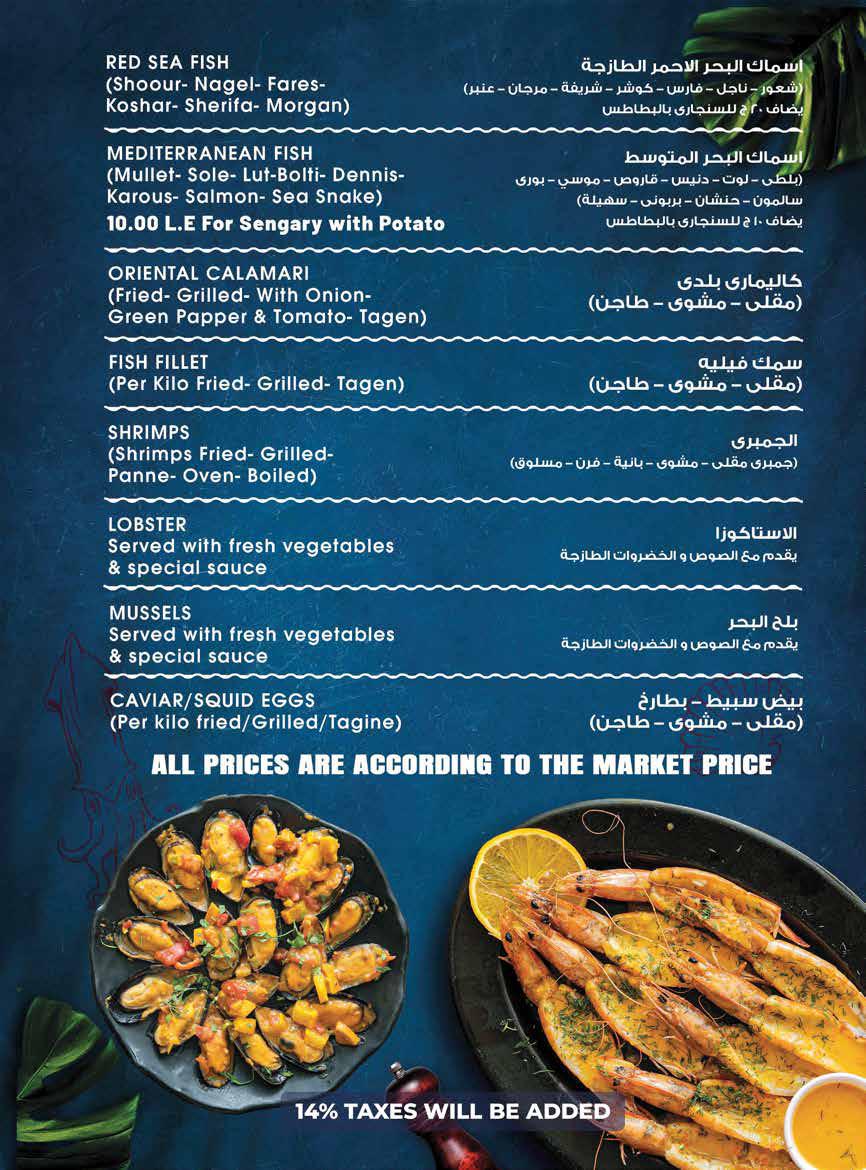 RED SEA FISH
(Shoour- Nagel- Fares-
Koshar- Sherifa- Morgan)
اسماك البحر الاحمر الطازجة
(شعور - ناجل - فارس - كوشر - شريفة - مرجان - عنبر)
يضاف ٢٠ ج للسنجارى بالبطاطس
MEDITERRANEAN FISH
(Mullet- Sole- Lut-Bolti- Dennis-
Karous- Salmon- Sea Snake)
10.00 L.E For Sengary with Potato
اسماك البحر المتوسط
(بلطى - لوت - دنيس - قاروص - موسي - بورى
سالمون - حنشان - بربونى - سهيلة)
يضاف ١٠ ج للسنجارى بالبطاطس
ORIENTAL CALAMARI
(Fried- Grilled- With Onion-
Green Papper & Tomato- Tagen)
كاليمارى بلدى
(مقلى - مشوى - طاجن)
FISH FILLET
(Per Kilo Fried- Grilled- Tagen)
سمك فيليه
(مقلى - مشوى - طاجن)
SHRIMPS
(Shrimps Fried- Grilled-
Panne- Oven- Boiled)
الجمبرى
(جمبرى مقلى - مشوى - بانية - فرن - مسلوق)
LOBSTER
Served with fresh vegetables
& special sauce
الاستاكوزا
يقدم مع الصوص و الخضروات الطازجة
MUSSELS
Served with fresh vegetables
& special sauce
بلح البحر
يقدم مع الصوص و الخضروات الطازجة
CAVIAR/SQUID EGGS
(Per kilo fried/Grilled/Tagine)
بيض سبيط - بطارخ
(مقلى - مشوى - طاجن)
ALL PRICES ARE ACCORDING TO THE MARKET PRICE
14% TAXES WILL BE ADDED